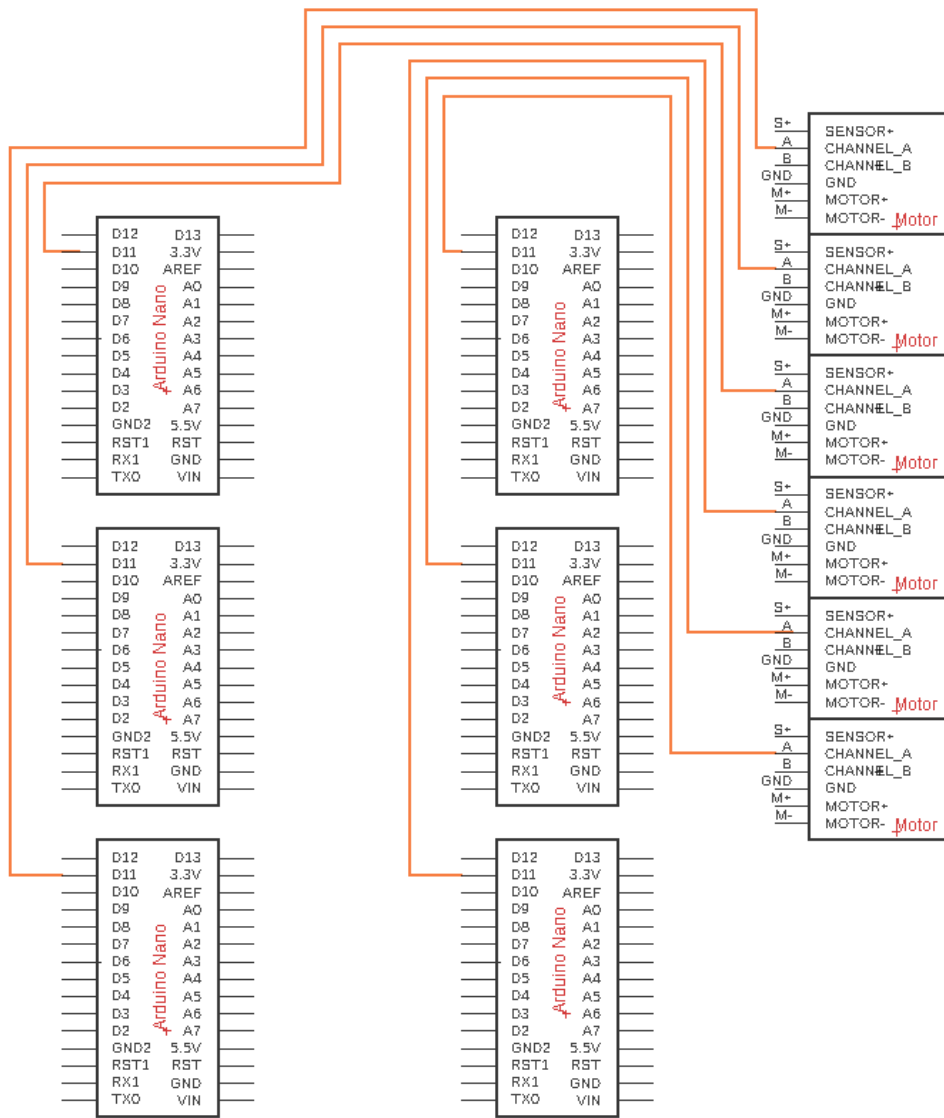 D12 D13
D11 3.3V
D10 AREF
D9 A0
D8 A1
D7 A2
D6 A3
D5 A4
D4 A5
D3 A6
D2 A7
GND2 5.5V
RST1 RST
RX1 GND
TX0 VIN
Arduino Nano
D12 D13
D11 3.3V
D10 AREF
D9 A0
D8 A1
D7 A2
D6 A3
D5 A4
D4 A5
D3 A6
D2 A7
GND2 5.5V
RST1 RST
RX1 GND
TX0 VIN
Arduino Nano
D12 D13
D11 3.3V
D10 AREF
D9 A0
D8 A1
D7 A2
D6 A3
D5 A4
D4 A5
D3 A6
D2 A7
GND2 5.5V
RST1 RST
RX1 GND
TX0 VIN
Arduino Nano
D12 D13
D11 3.3V
D10 AREF
D9 A0
D8 A1
D7 A2
D6 A3
D5 A4
D4 A5
D3 A6
D2 A7
GND2 5.5V
RST1 RST
RX1 GND
TX0 VIN
Arduino Nano
D12 D13
D11 3.3V
D10 AREF
D9 A0
D8 A1
D7 A2
D6 A3
D5 A4
D4 A5
D3 A6
D2 A7
GND2 5.5V
RST1 RST
RX1 GND
TX0 VIN
Arduino Nano
D12 D13
D11 3.3V
D10 AREF
D9 A0
D8 A1
D7 A2
D6 A3
D5 A4
D4 A5
D3 A6
D2 A7
GND2 5.5V
RST1 RST
RX1 GND
TX0 VIN
Arduino Nano
S+ SENSOR+
A CHANNEL_A
B CHANNEL_B
GND GND
M+ MOTOR+
M- MOTOR- Motor
S+ SENSOR+
A CHANNEL_A
B CHANNEL_B
GND GND
M+ MOTOR+
M- MOTOR- Motor
S+ SENSOR+
A CHANNEL_A
B CHANNEL_B
GND GND
M+ MOTOR+
M- MOTOR- Motor
S+ SENSOR+
A CHANNEL_A
B CHANNEL_B
GND GND
M+ MOTOR+
M- MOTOR- Motor
S+ SENSOR+
A CHANNEL_A
B CHANNEL_B
GND GND
M+ MOTOR+
M- MOTOR- Motor
S+ SENSOR+
A CHANNEL_A
B CHANNEL_B
GND GND
M+ MOTOR+
M- MOTOR- Motor